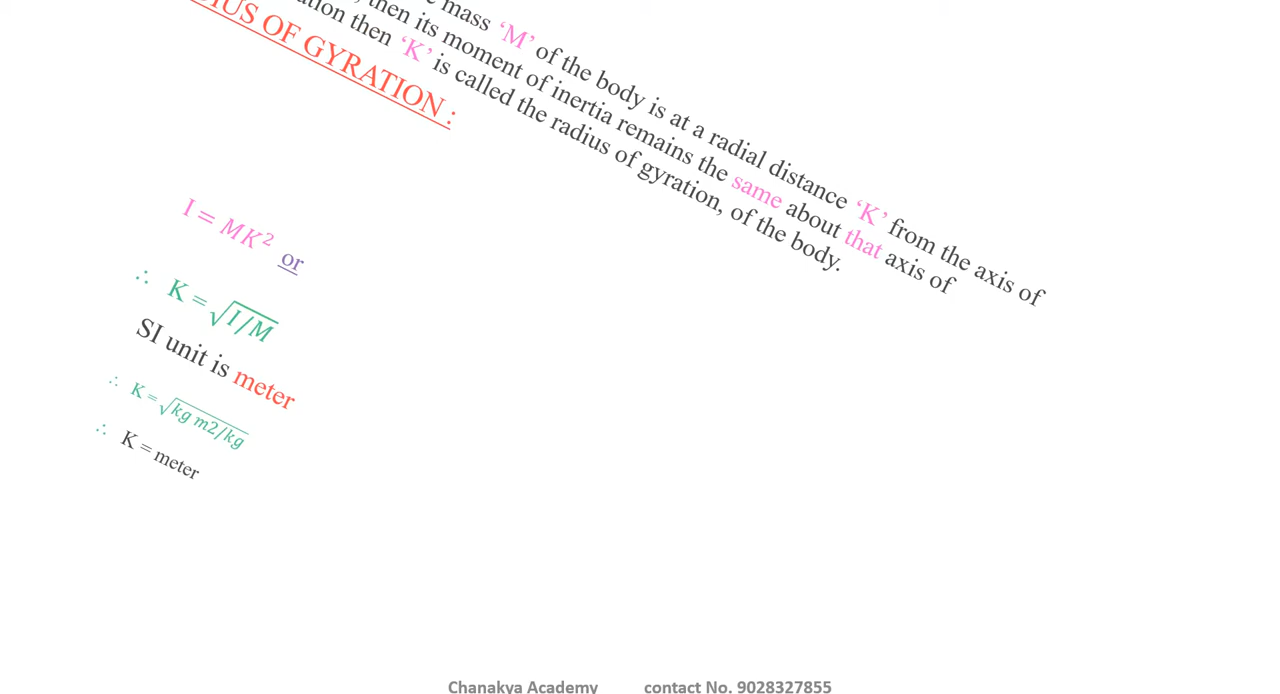 RADIUS OF GYRATION :
mass ‘M’ of the body is at a radial distance ‘K’ from the axis of
then its moment of inertia remains the same about that axis of
then ‘K’ is called the radius of gyration, of the body.
I = MK² or
∴ K = √I/M
SI unit is meter
∴ K = √kg m2/kg
∴ K = meter
Chanakya Academy contact No. 9028327855